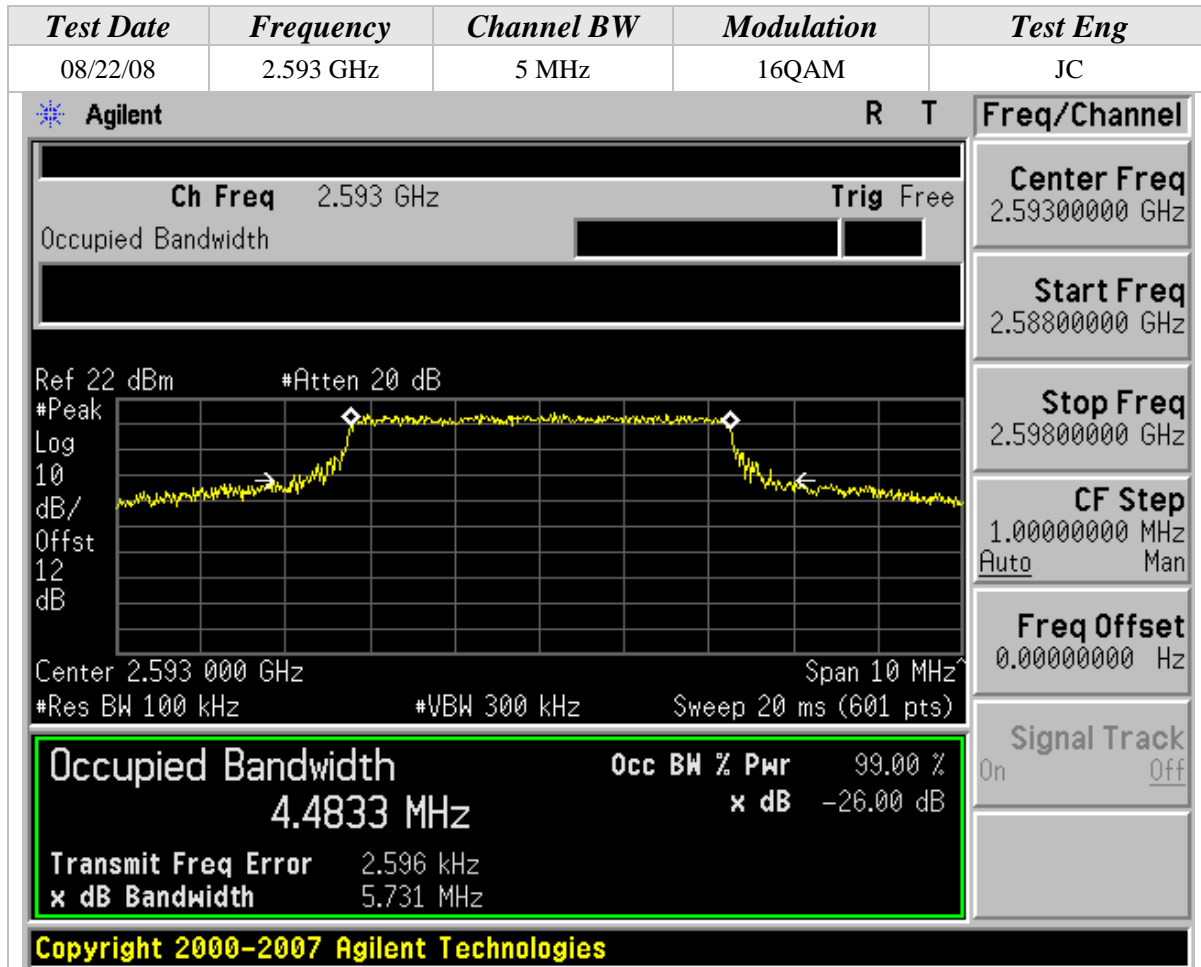 Test Date Frequency Channel BW Modulation Test Eng
08/22/08 2.593 GHz 5 MHz 16QAM JC
Agilent R T Freq/Channel
Ch Freq 2.593 GHz Trig Free
Occupied Bandwidth
Center Freq
2.59300000 GHz
Start Freq
2.58800000 GHz
Stop Freq
2.59800000 GHz
CF Step
1.00000000 MHz
Auto Man
Freq Offset
0.00000000 Hz
Signal Track
On Off
Ref 22 dBm #Atten 20 dB
#Peak
Log
10
dB/
Offst
12
dB
Center 2.593 000 GHz Span 10 MHz^
#Res BW 100 kHz #VBW 300 kHz Sweep 20 ms (601 pts)
Occupied Bandwidth
4.4833 MHz
Occ BW % Pwr 99.00 %
x dB -26.00 dB
Transmit Freq Error 2.596 kHz
x dB Bandwidth 5.731 MHz
Copyright 2000-2007 Agilent Technologies